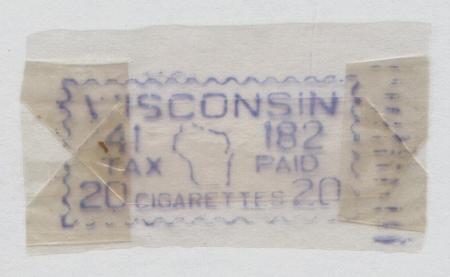 WISCONSIN
41 182
TAX PAID
20 CIGARETTES 20